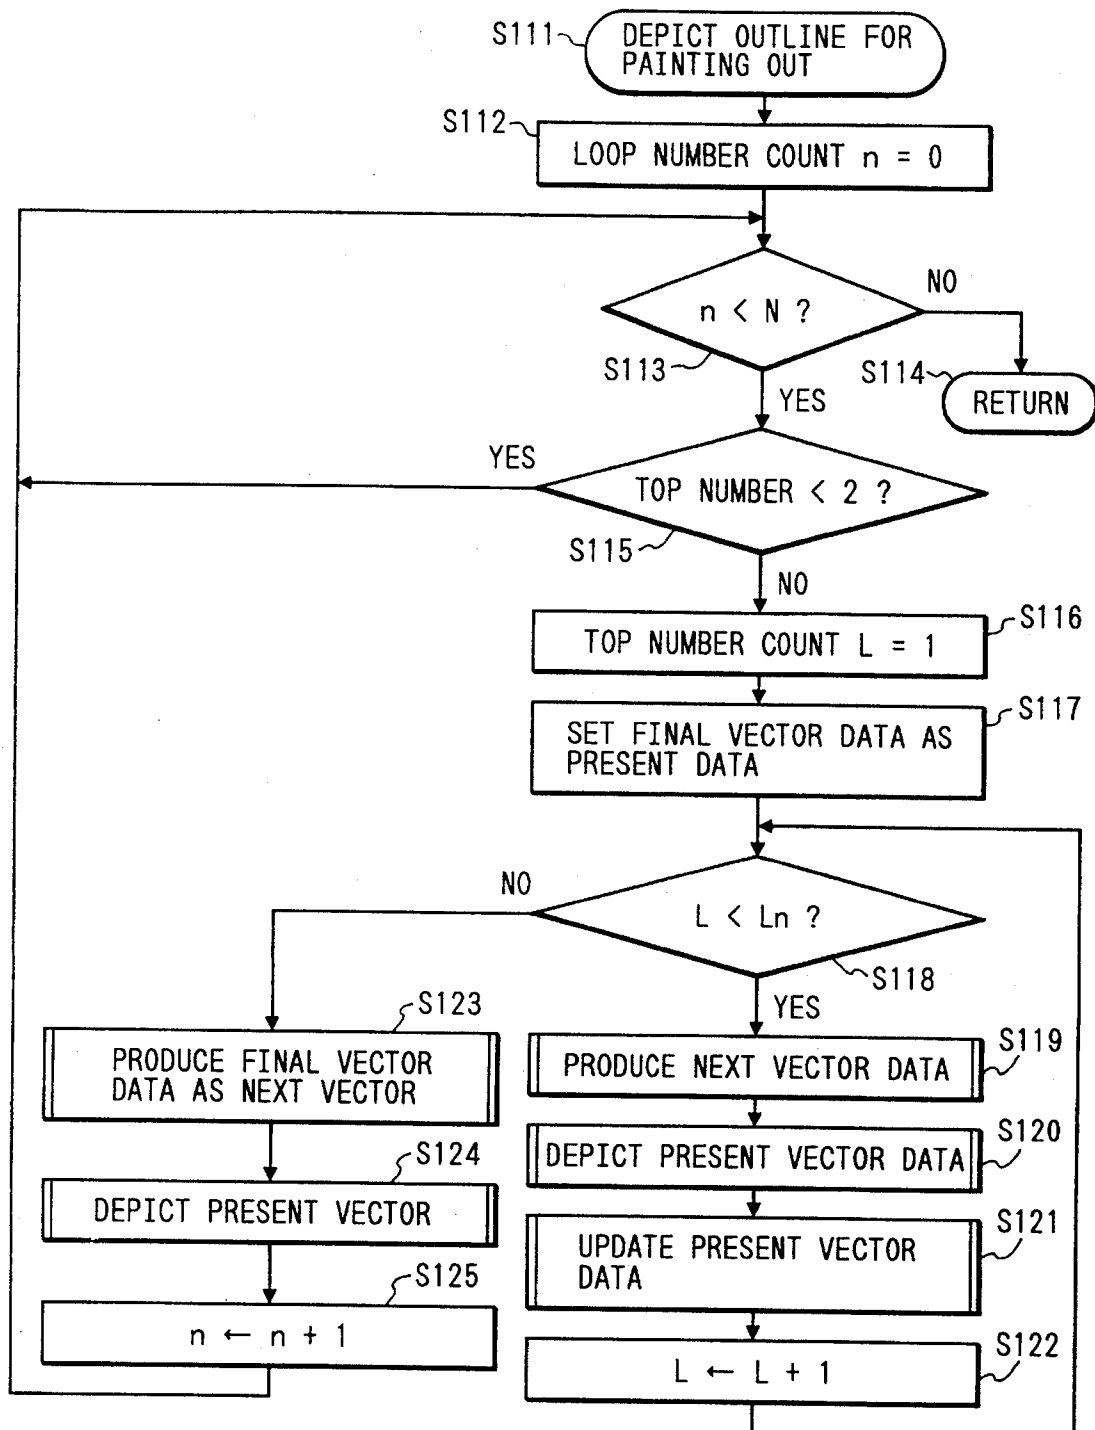 S111
DEPICT OUTLINE FOR
PAINTING OUT
S112
LOOP NUMBER COUNT n = 0
n < N ?
NO
S113
S114
RETURN
YES
YES
TOP NUMBER < 2 ?
S115
NO
S116
TOP NUMBER COUNT L = 1
S117
SET FINAL VECTOR DATA AS
PRESENT DATA
NO
L < Ln ?
S118
YES
S123
PRODUCE FINAL VECTOR
DATA AS NEXT VECTOR
S119
PRODUCE NEXT VECTOR DATA
S124
DEPICT PRESENT VECTOR
S120
DEPICT PRESENT VECTOR DATA
S121
UPDATE PRESENT VECTOR
DATA
S125
n ← n + 1
S122
L ← L + 1